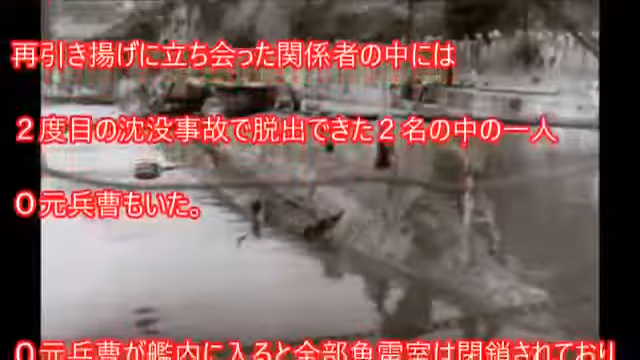 再引き揚げに立ち会った関係者の中には
２度目の沈没事故で脱出できた２名の中の一人
Ｏ元兵曹もいた。
Ｏ元兵曹が艦内に入ると全部魚雷室は閉鎖されており